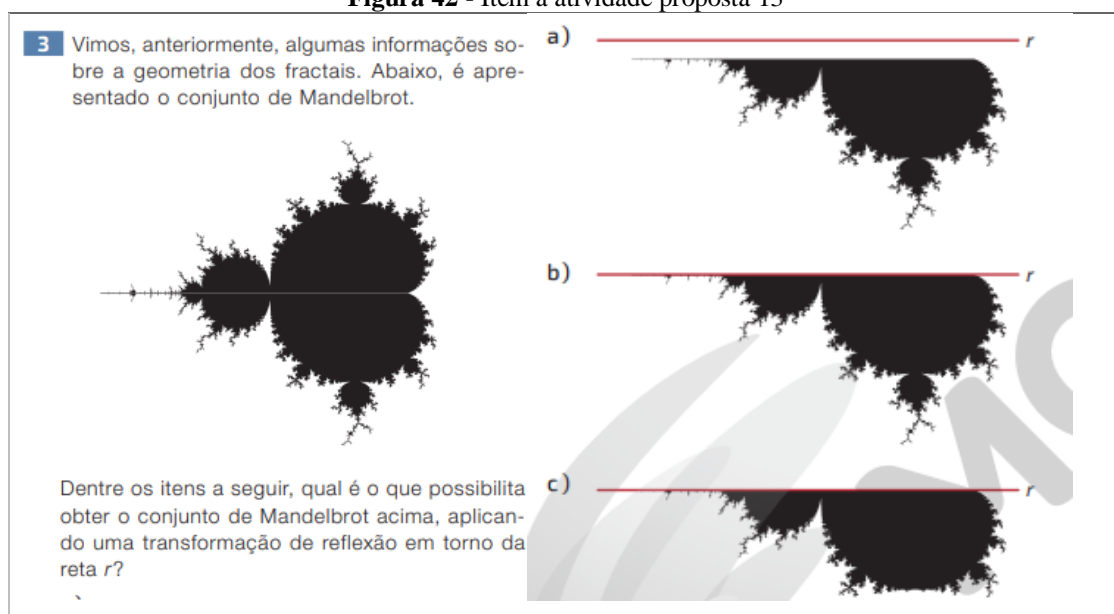 Figura 42 - Item a atividade proposta 13
3 Vimos, anteriormente, algumas informações so-
bre a geometria dos fractais. Abaixo, é apre-
sentado o conjunto de Mandelbrot.
Dentre os itens a seguir, qual é o que possibilita
obter o conjunto de Mandelbrot acima, aplican-
do uma transformação de reflexão em torno da
reta r?
a)
r
b)
r
c)
r